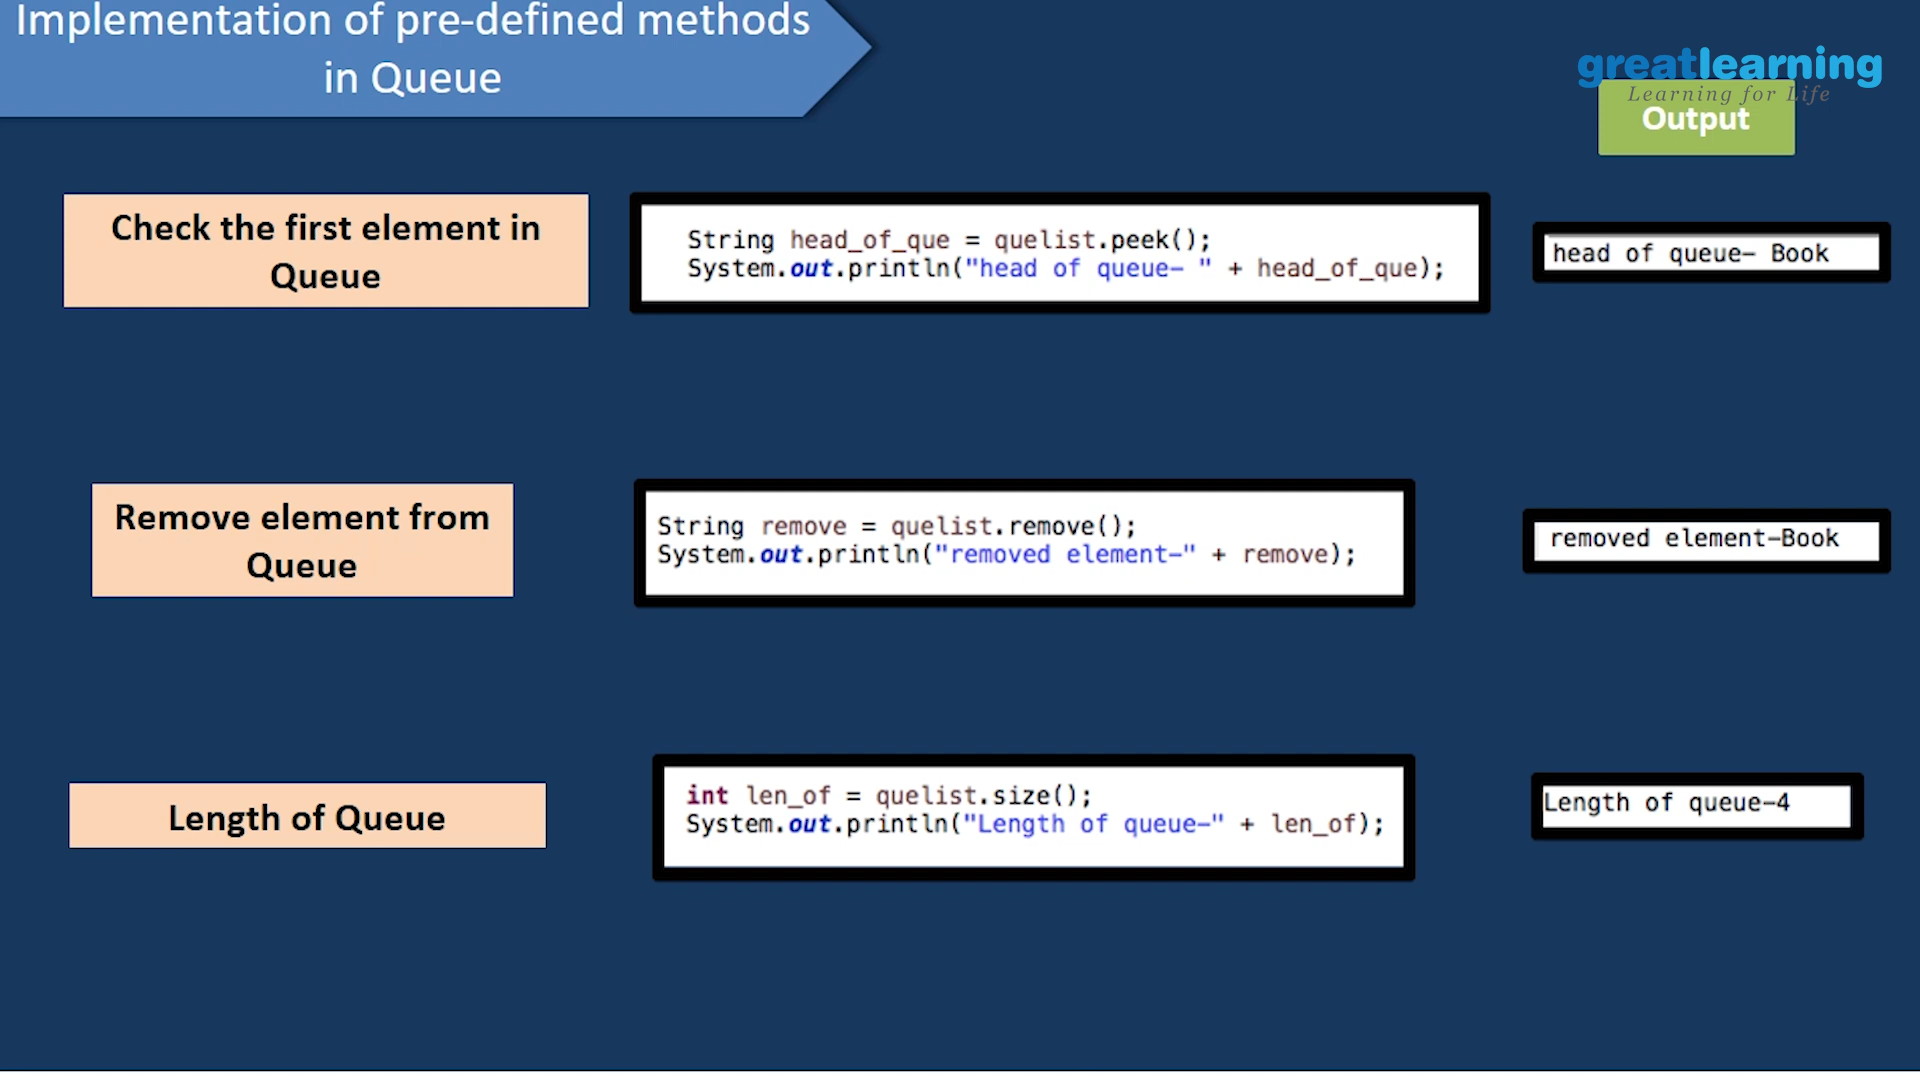 Implementation of pre-defined methods
in Queue
greatlearning
Learning for Life
Output
Check the first element in
Queue
String head_of_que = quelist.peek();
System.out.println("head of queue- " + head_of_que);
head of queue- Book
Remove element from
Queue
String remove = quelist.remove();
System.out.println("removed element-" + remove);
removed element-Book
Length of Queue
int len_of = quelist.size();
System.out.println("Length of queue-" + len_of);
Length of queue-4